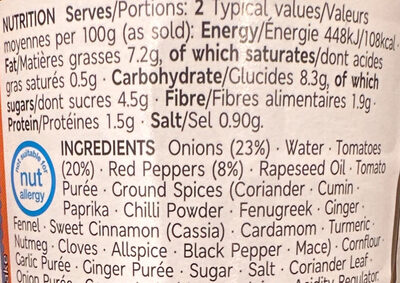 NUTRITION Serves/Portions: 2 Typical values/Valeurs
moyennes par 100g (as sold): Energy/Énergie 448kJ/108kcal ·
Fat/Matières grasses 7.2g, of which saturates/dont acides
gras saturés 0.5g · Carbohydrate/Glucides 8.3g, of which
sugars/dont sucres 4.5g · Fibre/Fibres alimentaires 1.9g ·
Protein/Protéines 1.5g · Salt/Sel 0.90g.
not suitable for
nut
allergy
INGREDIENTS Onions (23%) · Water · Tomatoes
(20%) · Red Peppers (8%) · Rapeseed Oil · Tomato
Purée · Ground Spices (Coriander · Cumin ·
Paprika · Chilli Powder · Fenugreek · Ginger ·
Fennel · Sweet Cinnamon (Cassia) · Cardamom · Turmeric ·
Nutmeg · Cloves · Allspice · Black Pepper · Mace) · Cornflour ·
Garlic Purée · Ginger Purée · Sugar · Salt · Coriander Leaf ·
Onion Purée · Acidity Regulator